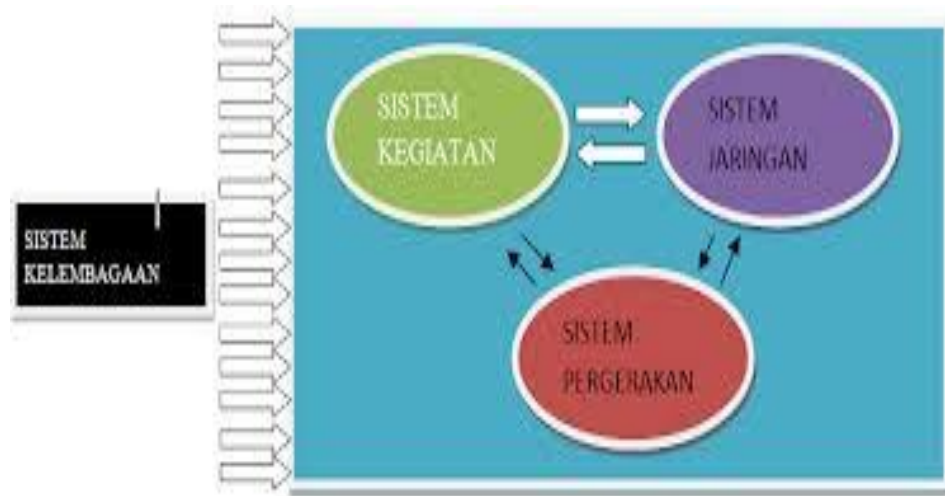 SISTEM
KEGIATAN
SISTEM
JARINGAN
SISTEM
KELEMBAGAAN
SISTEM
PERGERAKAN